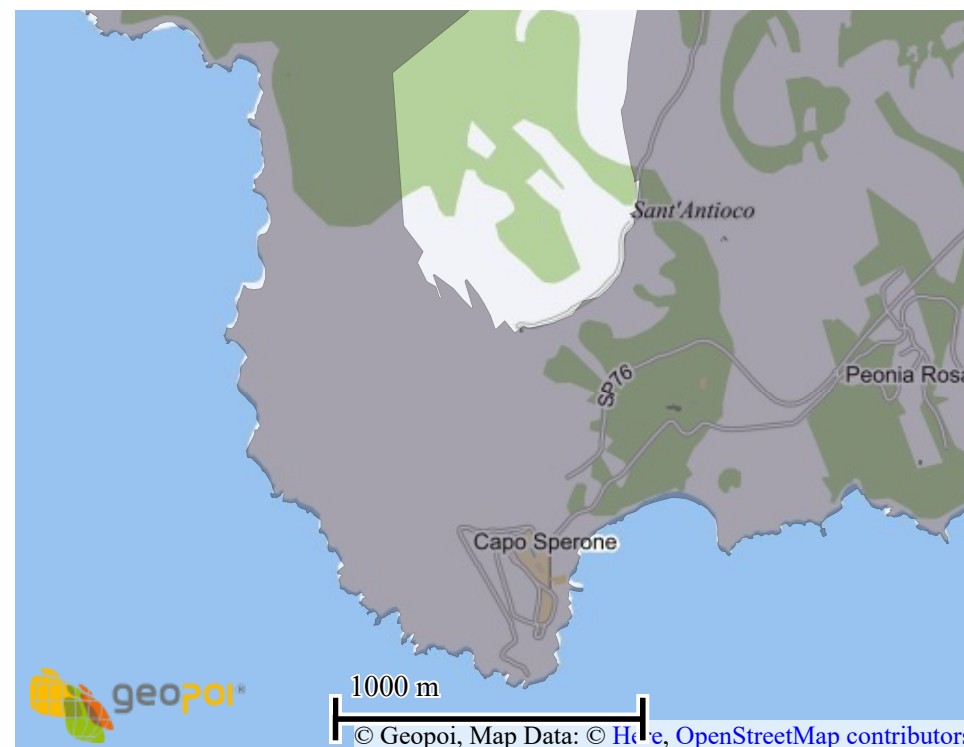 Sant'Antioco
SP76
Peonia Rosa
Capo Sperone
geopoi®
1000 m
© Geopoi, Map Data: © Here, OpenStreetMap contributors